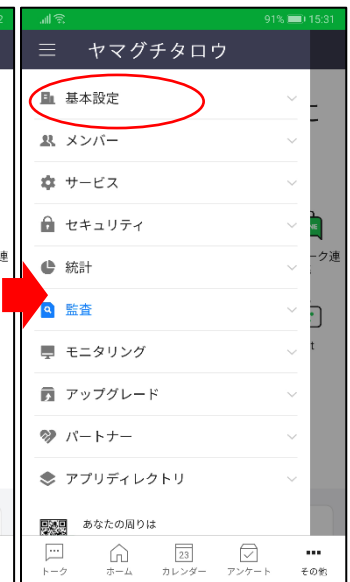 91% 15:31
ヤマグチタロウ
基本設定
メンバー
サービス
セキュリティ
ーク連
連
統計
監査
モニタリング
t
アップグレード
パートナー
アプリディレクトリ
あなたの周りは
23
トーク ホーム カレンダー アンケート その他